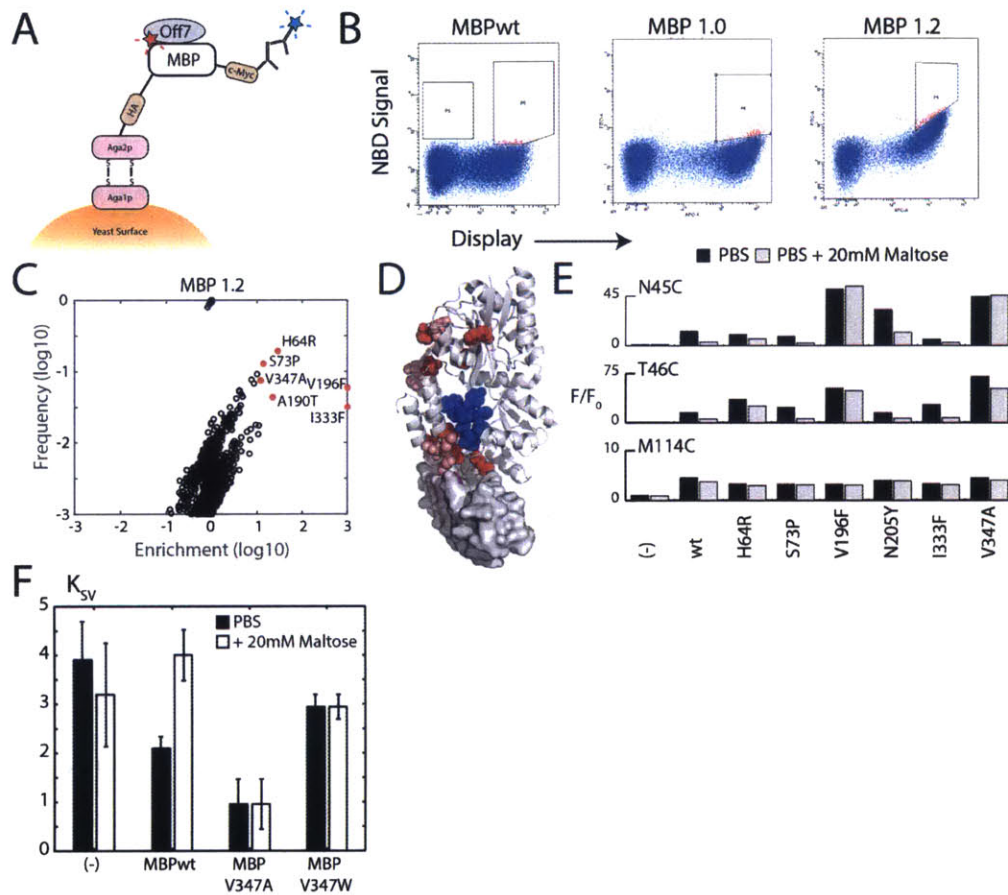 A
Off7
MBP
c-Myc
HA
Aga2p
S S
S S
Aga1p
Yeast Surface
B
MBPwt
MBP 1.0
MBP 1.2
NBD Signal
Display
C
MBP 1.2
Frequency (log10)
0
-1
-2
-3
H64R
S73P
V347A
V196F
A190T
I333F
-3 -2 -1 0 1 2 3
Enrichment (log10)
D
E
PBS PBS + 20mM Maltose
45
N45C
0
75
T46C
F/F0
0
10
M114C
0
(-)
wt
H64R
S73P
V196F
N205Y
I333F
V347A
F
KSV
PBS
+ 20mM Maltose
5
4
3
2
1
0
(-)
MBPwt
MBP
V347A
MBP
V347W